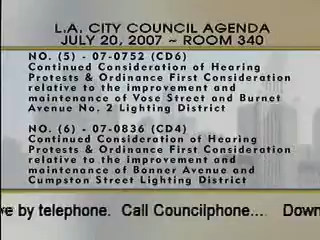 L.A. CITY COUNCIL AGENDA
JULY 20, 2007 ~ ROOM 340
NO. (5) - 07-0752 (CD6)
Continued Consideration of Hearing
Protests & Ordinance First Consideration
relative to the improvement and
maintenance of Vose Street and Burnet
Avenue No. 2 Lighting District
NO. (6) - 07-0836 (CD4)
Continued Consideration of Hearing
Protests & Ordinance First Consideration
relative to the improvement and
maintenance of Bonner Avenue and
Cumpston Street Lighting District
by telephone. Call Councilphone... Down